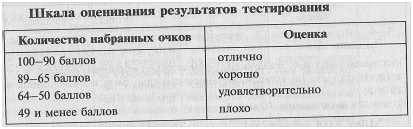 Шкала оценивания результатов тестирования
Количество набранных очков Оценка
100–90 баллов отлично
89–65 баллов хорошо
64–50 баллов удовлетворительно
49 и менее баллов плохо